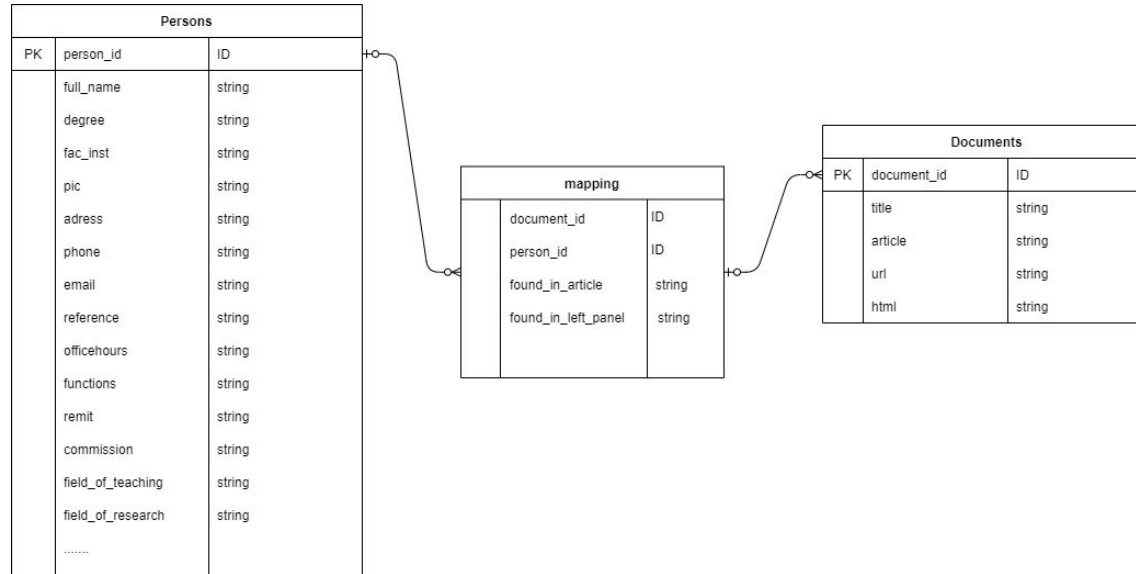 Persons
PK person_id ID
full_name string
degree string
fac_inst string
pic string
adress string
phone string
email string
reference string
officehours string
functions string
remit string
commission string
field_of_teaching string
field_of_research string
.......
mapping
document_id ID
person_id ID
found_in_article string
found_in_left_panel string
Documents
PK document_id ID
title string
article string
url string
html string